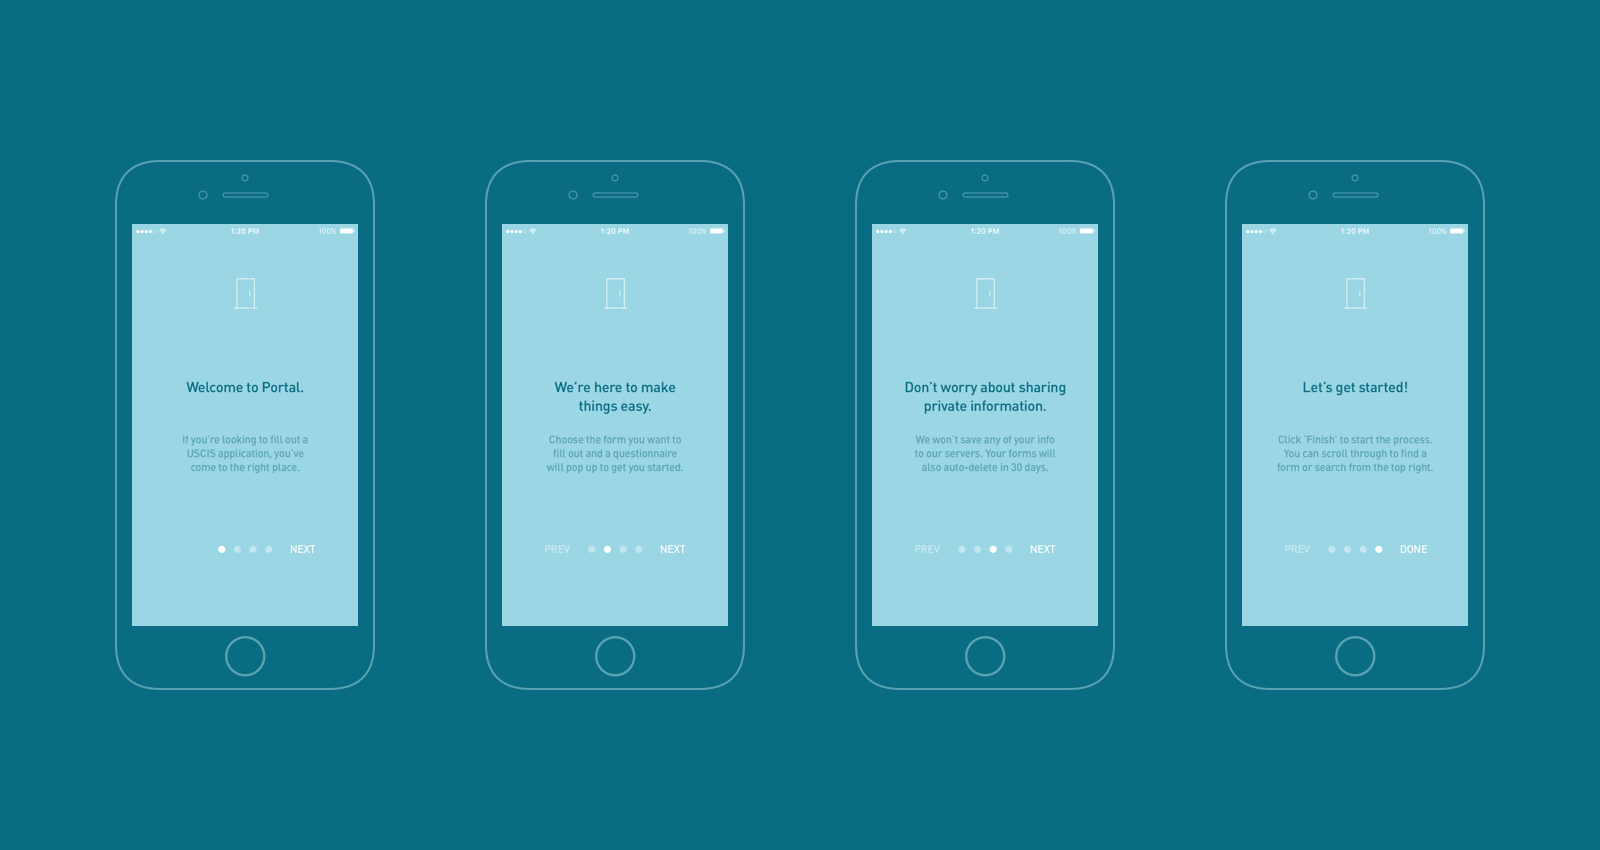 1:20 PM 100%
Welcome to Portal.
If you're looking to fill out a
USCIS application, you've
come to the right place.
NEXT
1:20 PM 100%
We're here to make
things easy.
Choose the form you want to
fill out and a questionnaire
will pop up to get you started.
PREV NEXT
1:20 PM 100%
Don't worry about sharing
private information.
We won't save any of your info
to our servers. Your forms will
also auto-delete in 30 days.
PREV NEXT
1:20 PM 100%
Let's get started!
Click 'Finish' to start the process.
You can scroll through to find a
form or search from the top right.
PREV DONE